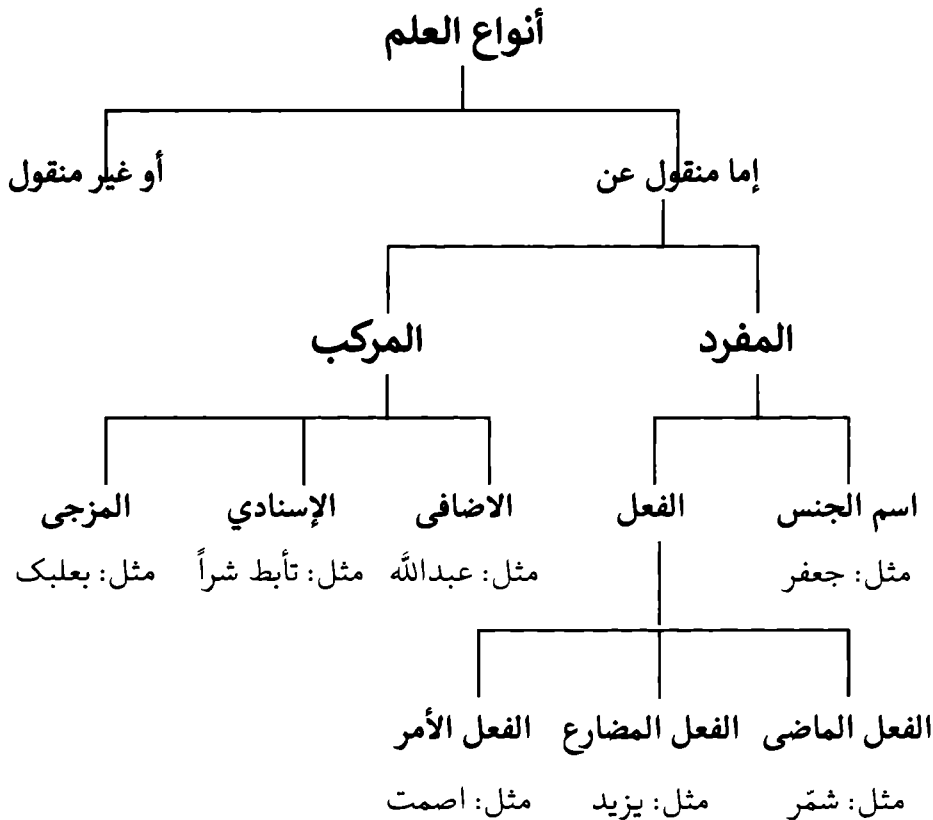 أنواع العلم
إما منقول عن
أو غير منقول
المفرد
المركب
اسم الجنس
الفعل
الاضافى
الإسنادي
المزجى
مثل: جعفر
مثل: عبداللَّه
مثل: تأبط شراً
مثل: بعلبک
الفعل الماضى
الفعل المضارع
الفعل الأمر
مثل: شمّر
مثل: يزيد
مثل: اصمت